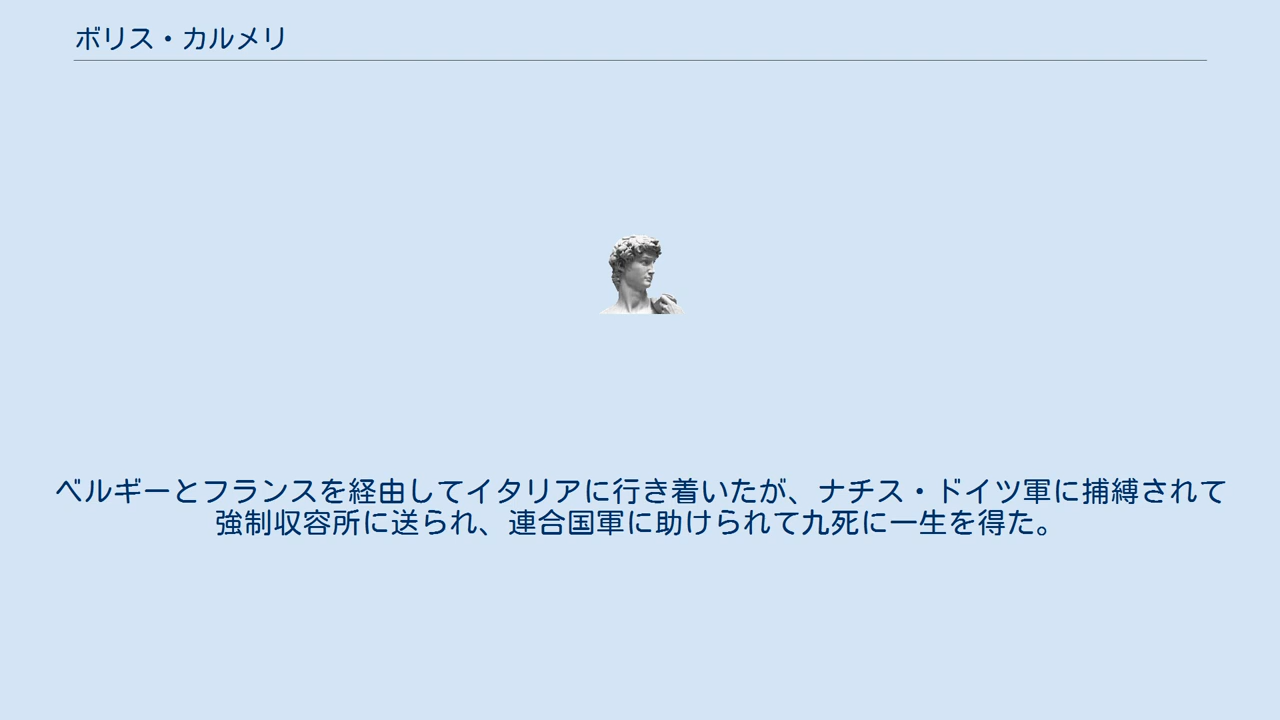 ボリス・カルメリ
ベルギーとフランスを経由してイタリアに行き着いたが、ナチス・ドイツ軍に捕縛されて
強制収容所に送られ、連合国軍に助けられて九死に一生を得た。